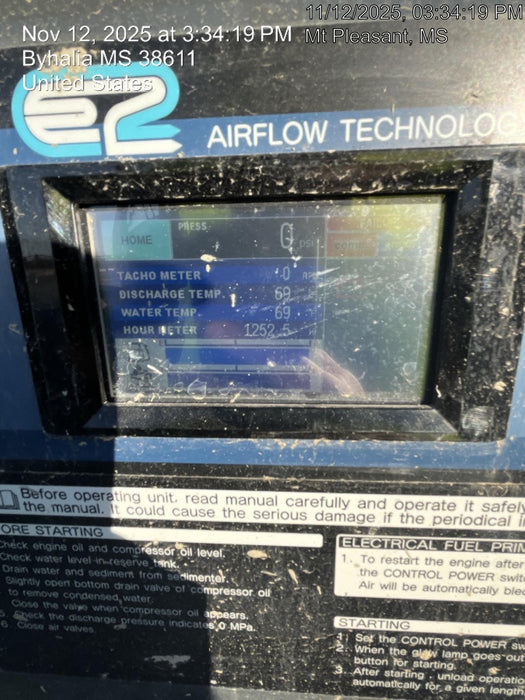 11/12/2025, 03:34:19 PM
Nov 12, 2025 at 3:34:19 PM
Mt Pleasant, MS
Byhalia MS 38611
United States
e2
AIRFLOW TECHNOLOG
HOME
PRESS.
0 PSI
TACHO METER 0
DISCHARGE TEMP. 69
WATER TEMP. 69
HOUR METER 1252.5
Before operating unit, read manual carefully and operate it safely
the manual. It could cause the serious damage if the periodical
ORE STARTING
Check engine oil and compressor oil level.
Check water level in reserve tank.
Drain water and sediment from sedimenter.
Slightly open bottom drain valve of compressor oil
to remove condensed water.
Close the valve when compressor oil appears.
5. Check the discharge pressure indicates 0 MPa.
6. Close air valves.
ELECTRICAL FUEL PRI
1. To restart the engine after
the CONTROL POWER swit
Air will be automatically blee
STARTING
1. Set the CONTROL POWER sw
2. When the glow lamp goes out
button for starting.
3. After starting, unload operatio
automatically for a given length